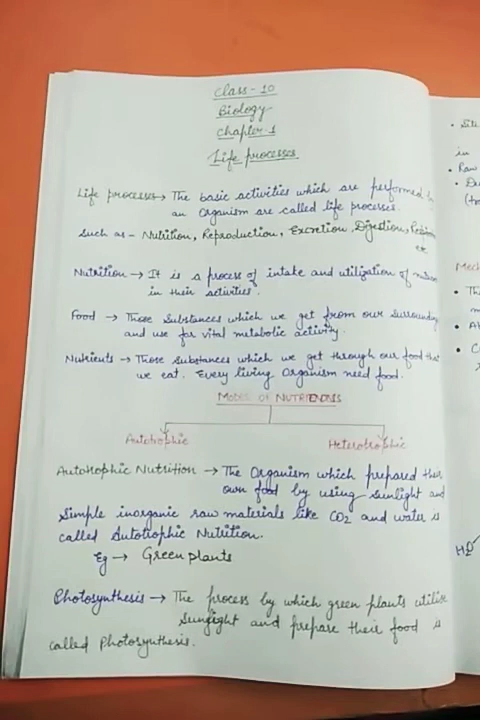 Class - 10
Biology
Chapter-1
Life processes
Life processes → The basic activities which are performed by
an Organism are called life processes.
Such as - Nutrition, Reproduction, Excretion, Digestion,
etc
Nutrition → It is a process of intake and utilization of
in their activities.
Food → Those Substances which we get from our Surrounding
and use for vital metabolic activity.
Nutrients → Those substances which we get through our food that
we eat. Every living Organism need food.
MODES OF
Autotrophic Heterotrophic
Autotrophic Nutrition → The Organism which prepared their
own food by using Sunlight and
Simple inorganic raw materials like CO2 and water is
called Autotrophic Nutrition.
Eg → Green plants
Photosynthesis → The process by which green plants utilise
Sunlight and prepare their food is
called Photosynthesis.
in
• Raw